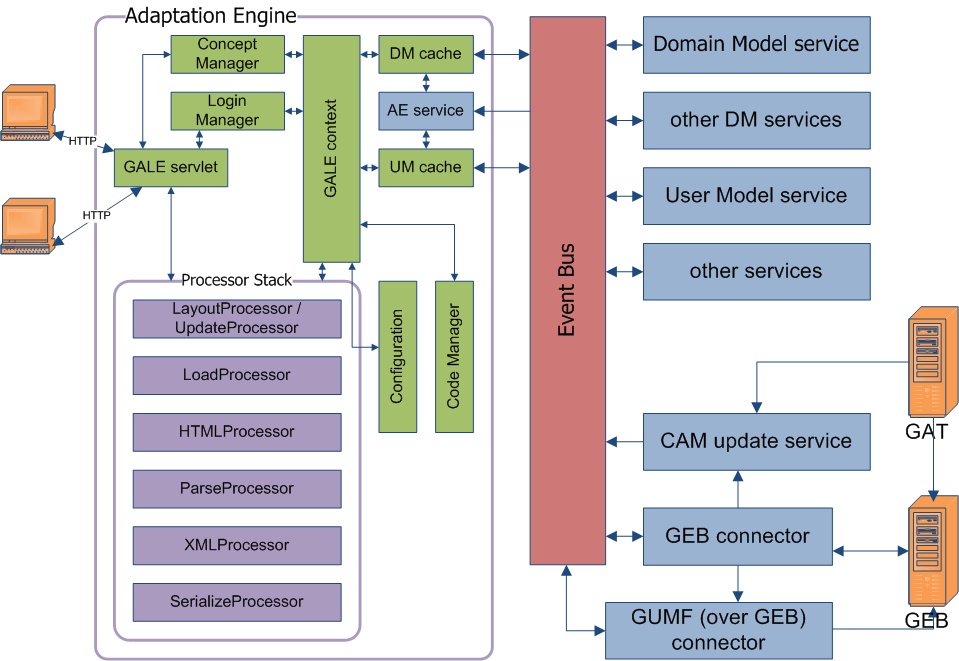 Adaptation Engine
Concept
Manager
Login
Manager
GALE servlet
HTTP
HTTP
GALE context
DM cache
AE service
UM cache
Processor Stack
LayoutProcessor /
UpdateProcessor
LoadProcessor
HTMLProcessor
ParseProcessor
XMLProcessor
SerializeProcessor
Configuration
Code Manager
Event Bus
Domain Model service
other DM services
User Model service
other services
CAM update service
GEB connector
GUMF (over GEB)
connector
GAT
GEB